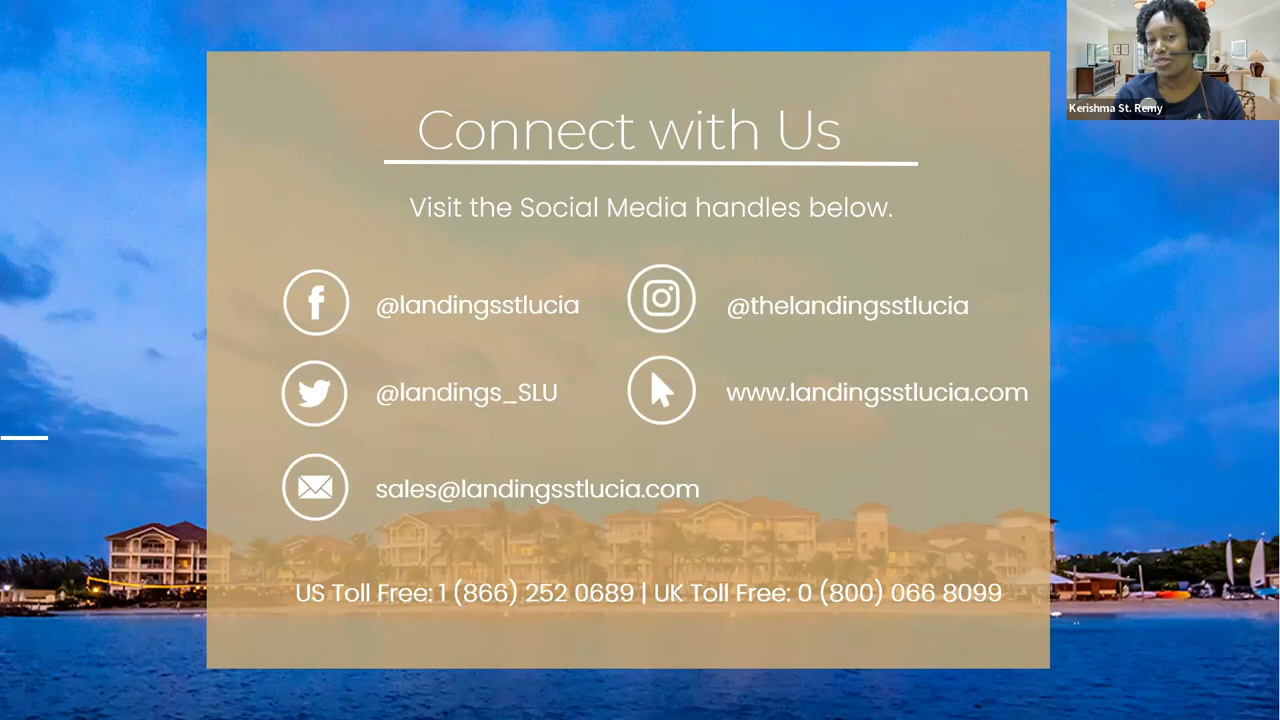 Kerishma St. Remy
Connect with Us
Visit the Social Media handles below.
@landingsstlucia
@thelandingsstlucia
@landings_SLU
www.landingsstlucia.com
sales@landingsstlucia.com
US Toll Free: 1 (866) 252 0689 | UK Toll Free: 0 (800) 066 8099